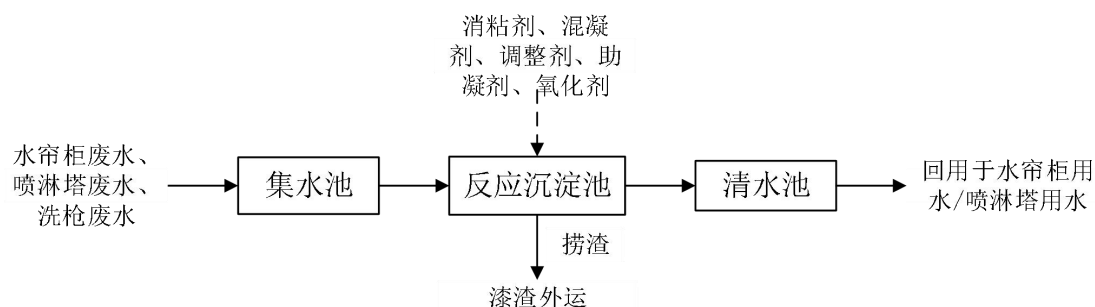 消粘剂、混凝
剂、调整剂、助
凝剂、氧化剂
水帘柜废水、
喷淋塔废水、
洗枪废水
集水池
反应沉淀池
清水池
回用于水帘柜用
水/喷淋塔用水
捞渣
漆渣外运